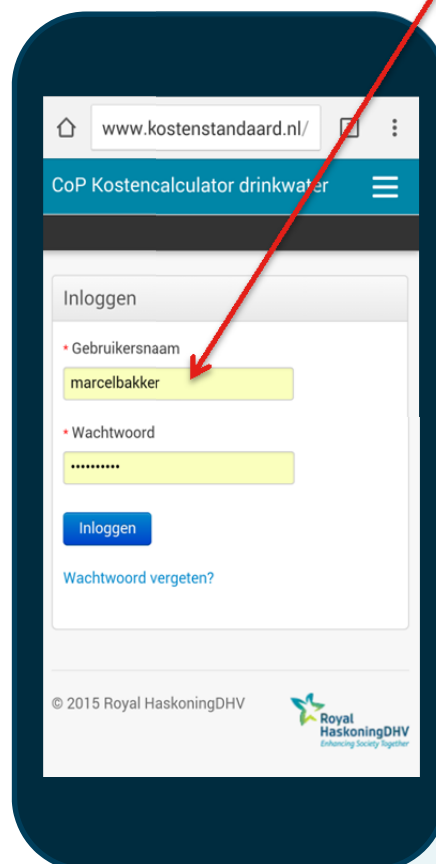 www.kostenstandaard.nl/
CoP Kostencalculator drinkwater
Inloggen
* Gebruikersnaam
marcelbakker
* Wachtwoord
••••••••••
Inloggen
Wachtwoord vergeten?
© 2015 Royal HaskoningDHV
Royal
HaskoningDHV
Enhancing Society Together